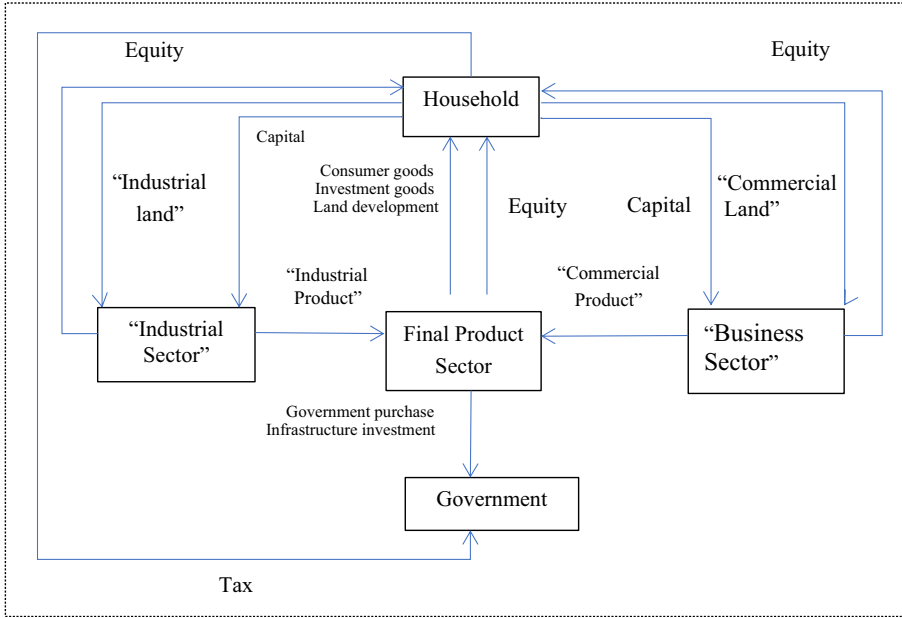 Equity
Equity
Household
Capital
Consumer goods
Investment goods
Land development
“Industrial
land”
Equity
Capital
“Commercial
Land”
“Industrial
Product”
“Commercial
Product”
“Industrial
Sector”
Final Product
Sector
“Business
Sector”
Government purchase
Infrastructure investment
Government
Tax